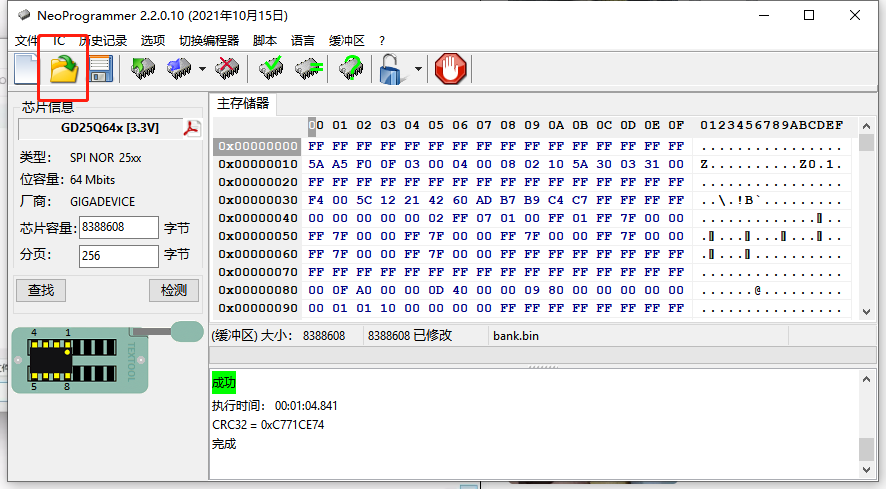 NeoProgrammer 2.2.0.10 (2021年10月15日)
文件 IC 历史记录 选项 切换编程器 脚本 语言 缓冲区 ?
芯片信息
GD25Q64x [3.3V]
类型: SPI NOR 25xx
位容量: 64 Mbits
厂商: GIGADEVICE
芯片容量: 8388608 字节
分页: 256 字节
查找 检测
4 1
TEXTOOL
5 8
主存储器
00 01 02 03 04 05 06 07 08 09 0A 0B 0C 0D 0E 0F 0123456789ABCDEF
0x00000000 FF FF FF FF FF FF FF FF FF FF FF FF FF FF FF FF ................
0x00000010 5A A5 F0 0F 03 00 04 00 08 02 10 5A 30 03 31 00 Z..........Z0.1.
0x00000020 FF FF FF FF FF FF FF FF FF FF FF FF FF FF FF FF ................
0x00000030 F4 00 5C 12 21 42 60 AD B7 B9 C4 C7 FF FF FF FF ..\.!B`.........
0x00000040 00 00 00 00 00 02 FF 07 01 00 FF 01 FF 7F 00 00
0x00000050 FF 7F 00 00 FF 7F 00 00 FF FF 7F 00 FF 7F 00 00
0x00000060 FF 7F 00 00 FF 7F 00 00 FF FF FF FF FF FF FF FF
0x00000070 FF FF FF FF FF FF FF FF FF FF FF FF FF FF FF FF ................
0x00000080 00 0F FA 00 00 0D 40 00 00 09 80 00 00 00 00 00 ......@.........
0x00000090 00 01 01 10 00 00 00 00 FF FF FF FF FF FF FF FF ................
(缓冲区) 大小: 8388608 8388608 已修改 bank.bin
成功
执行时间: 00:01:04.841
CRC32 = 0xC771CE74
完成